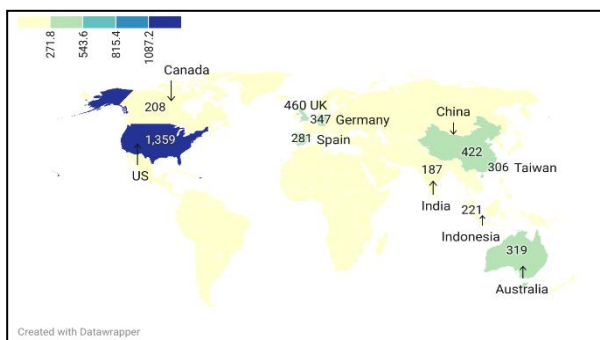 271.8
543.6
815.4
1087.2
Canada
208
460 UK
347 Germany
China
1,359
281 Spain
422
306 Taiwan
US
187
India
221
Indonesia
319
Australia
Created with Datawrapper